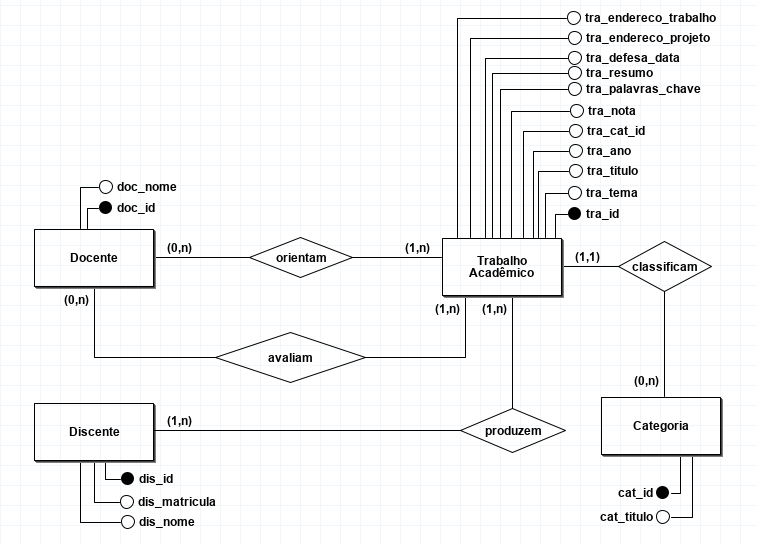 tra_endereco_trabalho
tra_endereco_projeto
tra_defesa_data
tra_resumo
tra_palavras_chave
tra_nota
tra_cat_id
tra_ano
tra_titulo
tra_tema
tra_id
doc_nome
doc_id
Docente
(0,n)
orientam
(1,n)
Trabalho
Acadêmico
(1,1)
classificam
(0,n)
avaliam
(1,n)
(1,n)
(0,n)
Categoria
cat_id
cat_titulo
Discente
(1,n)
produzem
dis_id
dis_matricula
dis_nome